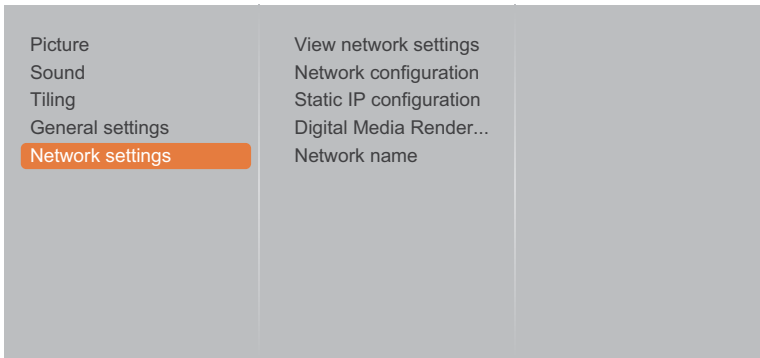 Picture
Sound
Tiling
General settings
Network settings
View network settings
Network configuration
Static IP configuration
Digital Media Render...
Network name